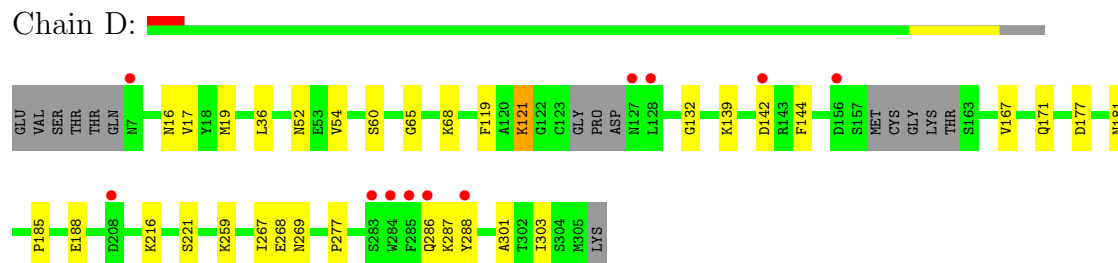 Chain D:
GLU VAL SER THR THR GLN N7 N16 V17 Y18 M19 L36 N52 E53 V54 S60 G65 K68 F119 A120 K121 G122 C123 GLY PRO ASP N127 L128 G132 K139 D142 R143 F144 D156 S157 MET CYS GLY LYS THR S163 V167 Q171 D177 N181
P185 E188 D208 K216 S221 K259 I267 E268 N269 P277 S283 W284 F285 Q286 K287 Y288 A301 T302 I303 S304 M305 LYS